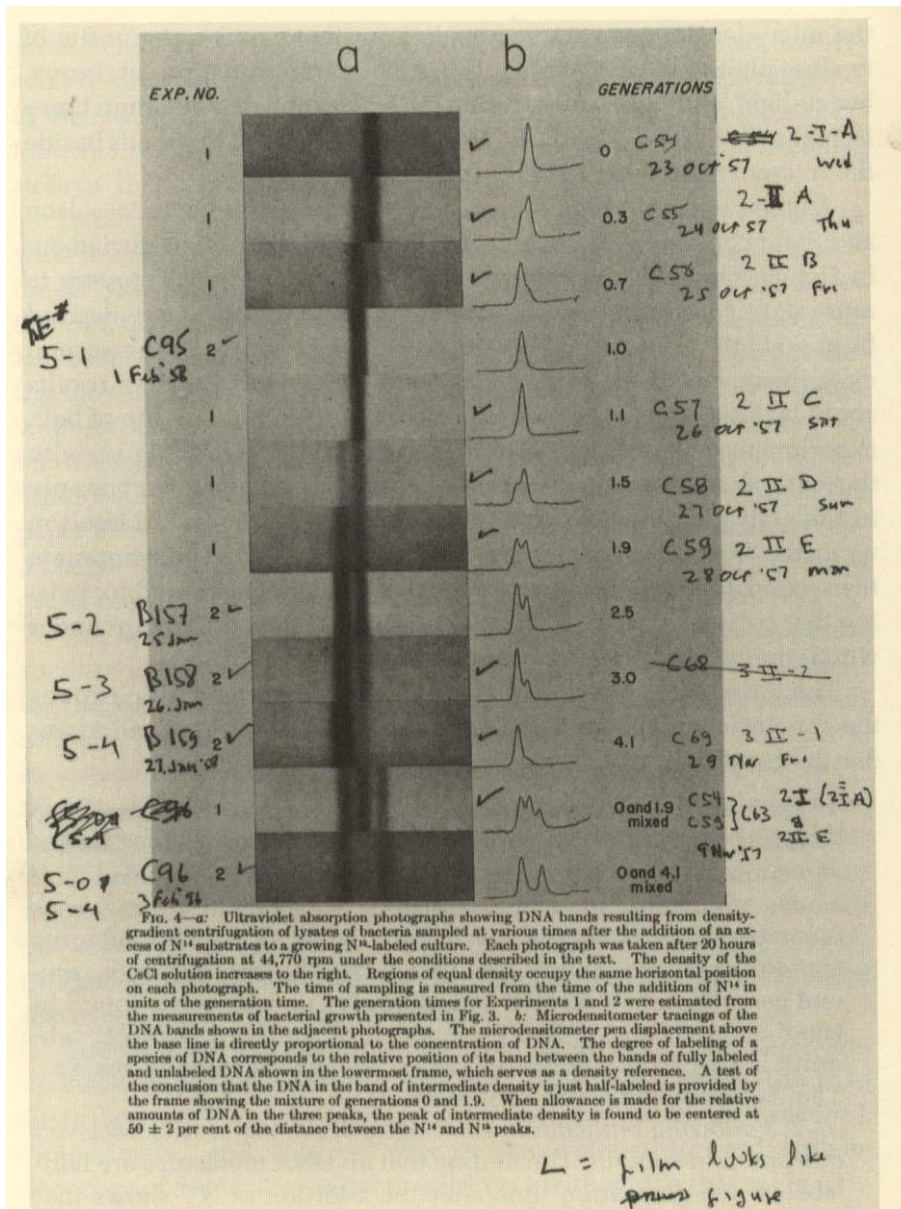 a b
EXP. NO. GENERATIONS
1 0 C54 2-I-A
23 Oct '57 Wed
1 0.3 C55 2-II A
24 Oct 57 Thu
1 0.7 C56 2 II B
25 Oct '57 Fri
5-1 C95 2 1.0
1 Feb '58
1 1.1 C57 2 II C
26 Oct '57 Sat
1 1.5 C58 2 II D
27 Oct '57 Sun
1 1.9 C59 2 II E
28 Oct '57 Mon
5-2 B157 2 2.5
25 Jan
5-3 B158 2 3.0 C68 3 II-2
26. Jan
5-4 B159 2 4.1 C69 3 II-1
27. Jan '58 29 Nov Fri
C96 1 0 and 1.9 mixed C54 C59 } C63 2I (2IA) & 2II E
9 Nov '57
5-0 C96 2 0 and 4.1 mixed
5-4 3 Feb
FIG. 4—a: Ultraviolet absorption photographs showing DNA bands resulting from density-
gradient centrifugation of lysates of bacteria sampled at various times after the addition of an ex-
cess of N14 substrates to a growing N15-labeled culture. Each photograph was taken after 20 hours
of centrifugation at 44,770 rpm under the conditions described in the text. The density of the
CsCl solution increases to the right. Regions of equal density occupy the same horizontal position
on each photograph. The time of sampling is measured from the time of the addition of N14 in
units of the generation time. The generation times for Experiments 1 and 2 were estimated from
the measurements of bacterial growth presented in Fig. 3. b: Microdensitometer tracings of the
DNA bands shown in the adjacent photographs. The microdensitometer pen displacement above
the base line is directly proportional to the concentration of DNA. The degree of labeling of a
species of DNA corresponds to the relative position of its band between the bands of fully labeled
and unlabeled DNA shown in the lowermost frame, which serves as a density reference. A test of
the conclusion that the DNA in the band of intermediate density is just half-labeled is provided by
the frame showing the mixture of generations 0 and 1.9. When allowance is made for the relative
amounts of DNA in the three peaks, the peak of intermediate density is found to be centered at
50 ± 2 per cent of the distance between the N14 and N15 peaks.
= film looks like
figure